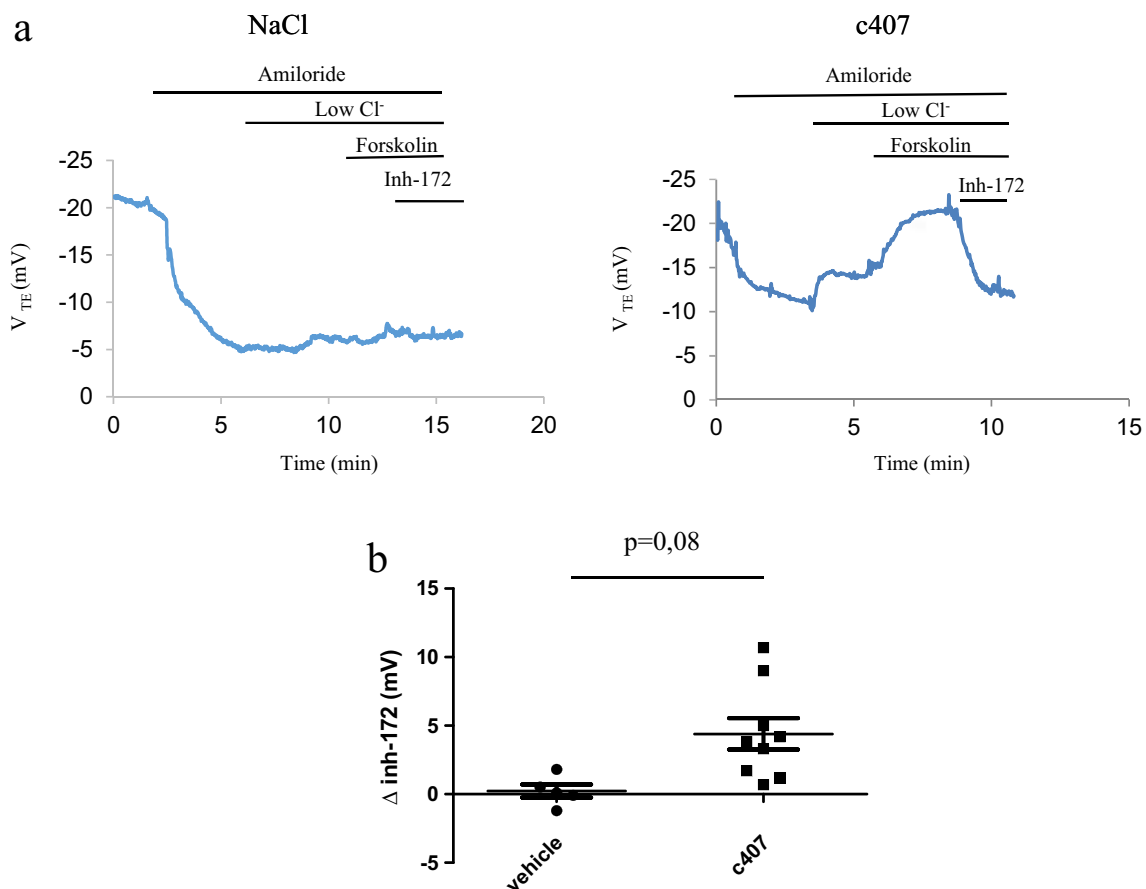 a
NaCl
Amiloride
Low Cl-
Forskolin
Inh-172
-25
-20
-15
-10
-5
0
V TE (mV)
0 5 10 15 20
Time (min)
c407
Amiloride
Low Cl-
Forskolin
Inh-172
-25
-20
-15
-10
-5
0
V TE (mV)
0 5 10 15
Time (min)
b
p=0,08
15
10
5
0
-5
Δ inh-172 (mV)
vehicle
c407